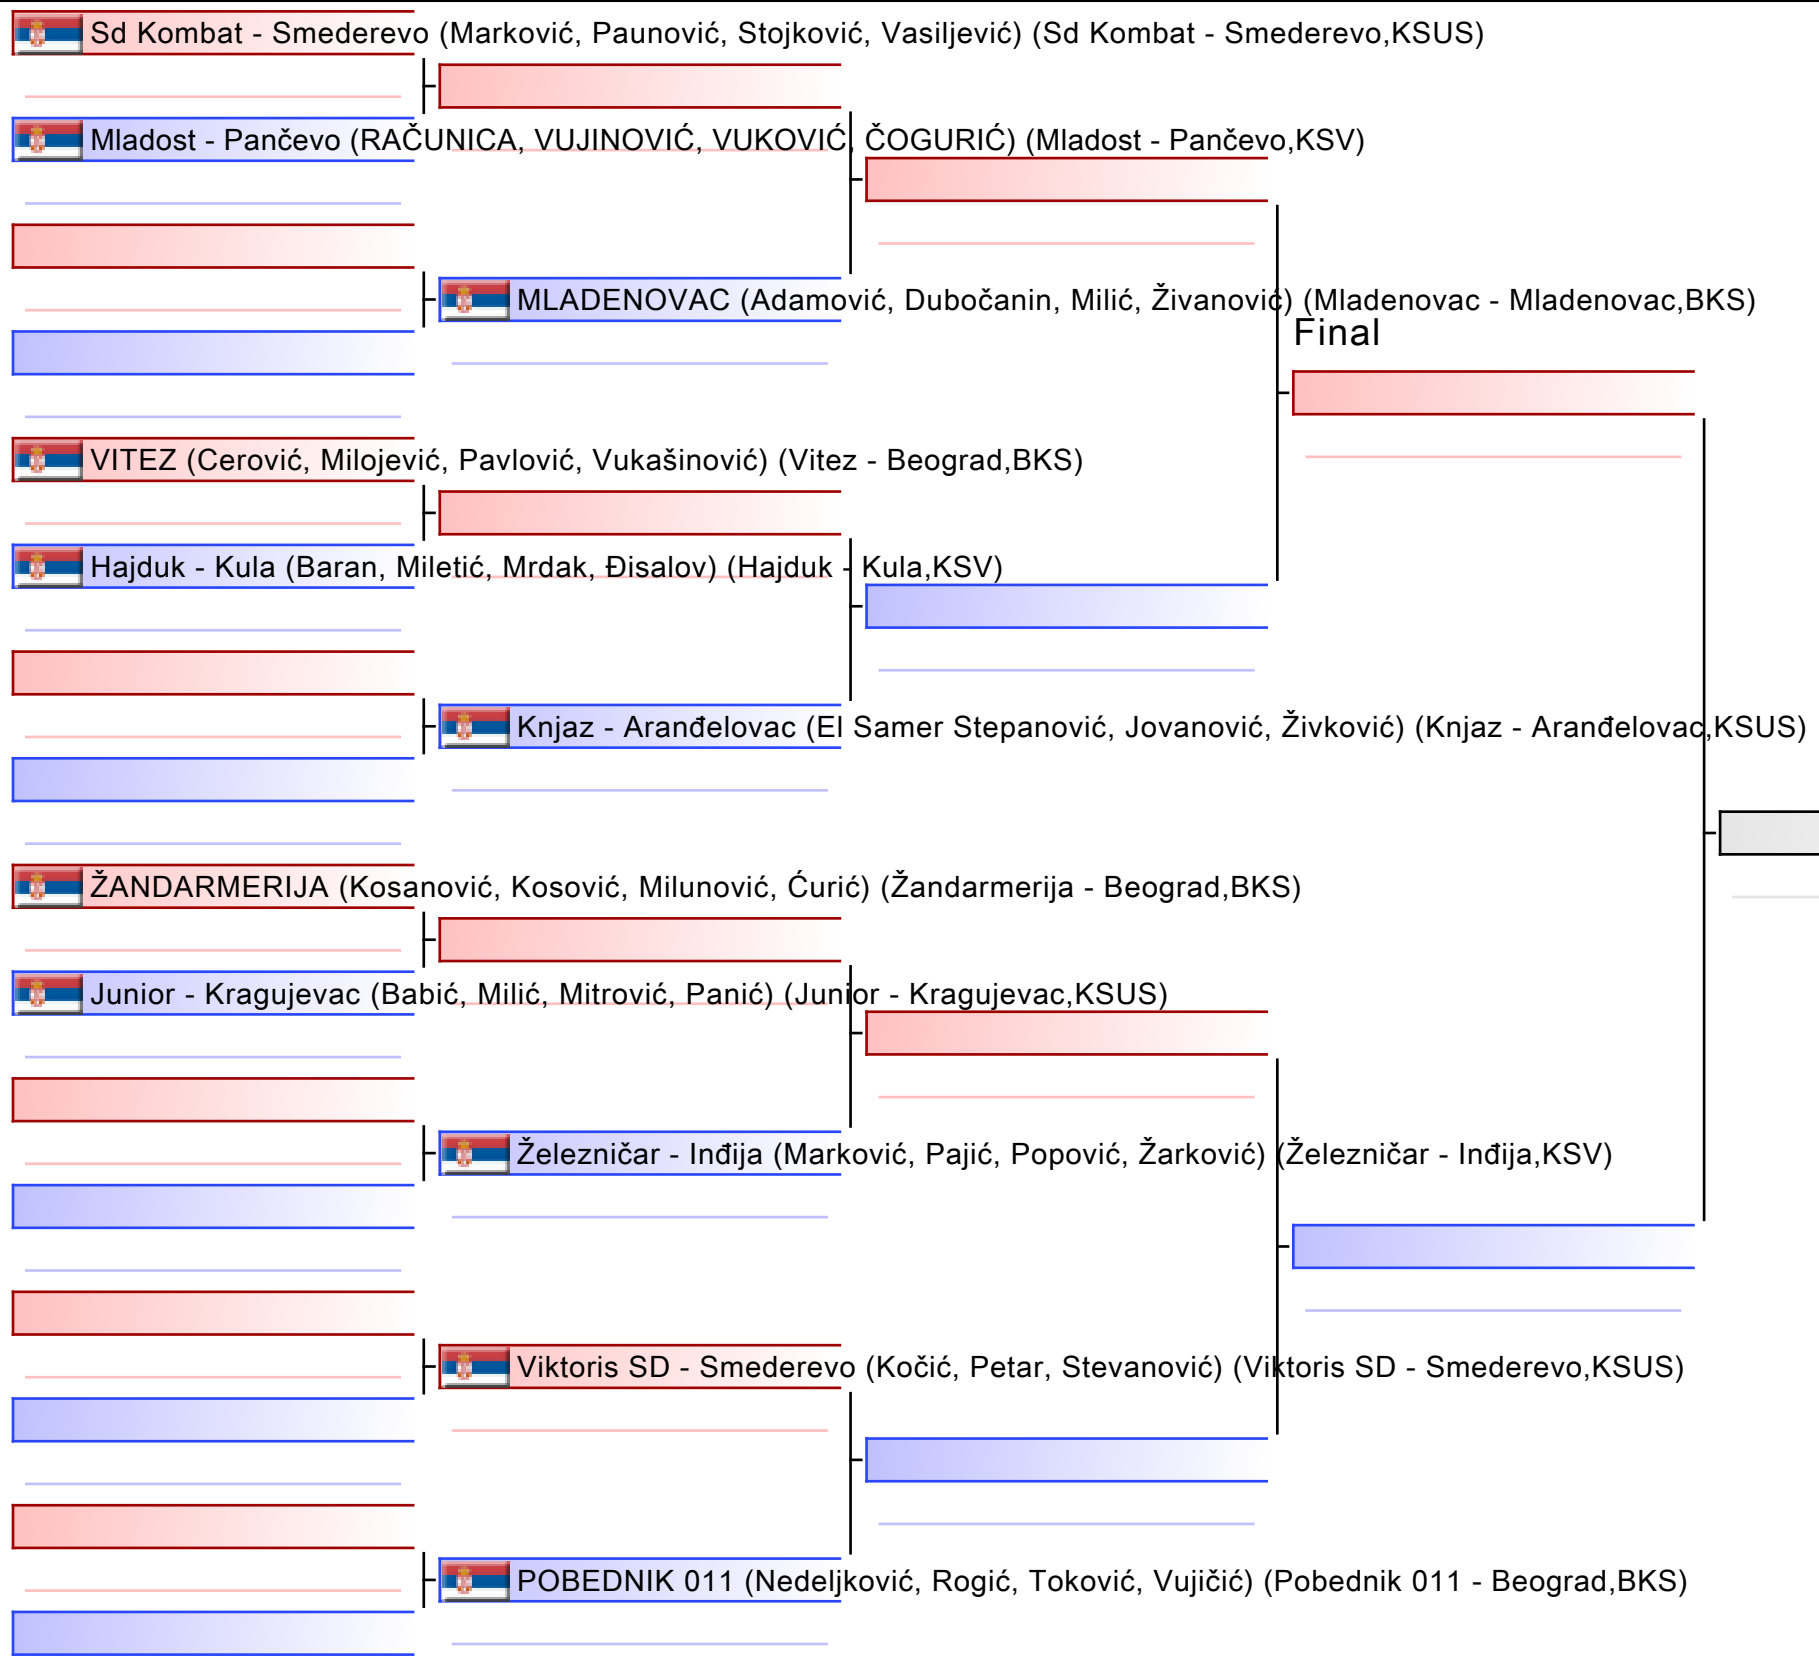 Sd Kombat - Smederevo (Marković, Paunović, Stojković, Vasiljević) (Sd Kombat - Smederevo,KSUS)
Mladost - Pančevo (RAČUNICA, VUJINOVIĆ, VUKOVIĆ, ČOGURIĆ) (Mladost - Pančevo,KSV)
MLADENOVAC (Adamović, Dubočanin, Milić, Živanović) (Mladenovac - Mladenovac,BKS)
Final
VITEZ (Cerović, Milojević, Pavlović, Vukašinović) (Vitez - Beograd,BKS)
Hajduk - Kula (Baran, Miletić, Mrdak, Đisalov) (Hajduk - Kula,KSV)
Knjaz - Aranđelovac (El Samer Stepanović, Jovanović, Živković) (Knjaz - Aranđelovac,KSUS)
ŽANDARMERIJA (Kosanović, Kosović, Milunović, Ćurić) (Žandarmerija - Beograd,BKS)
Junior - Kragujevac (Babić, Milić, Mitrović, Panić) (Junior - Kragujevac,KSUS)
Železničar - Inđija (Marković, Pajić, Popović, Žarković) (Železničar - Inđija,KSV)
Viktoris SD - Smederevo (Kočić, Petar, Stevanović) (Viktoris SD - Smederevo,KSUS)
POBEDNIK 011 (Nedeljković, Rogić, Toković, Vujičić) (Pobednik 011 - Beograd,BKS)